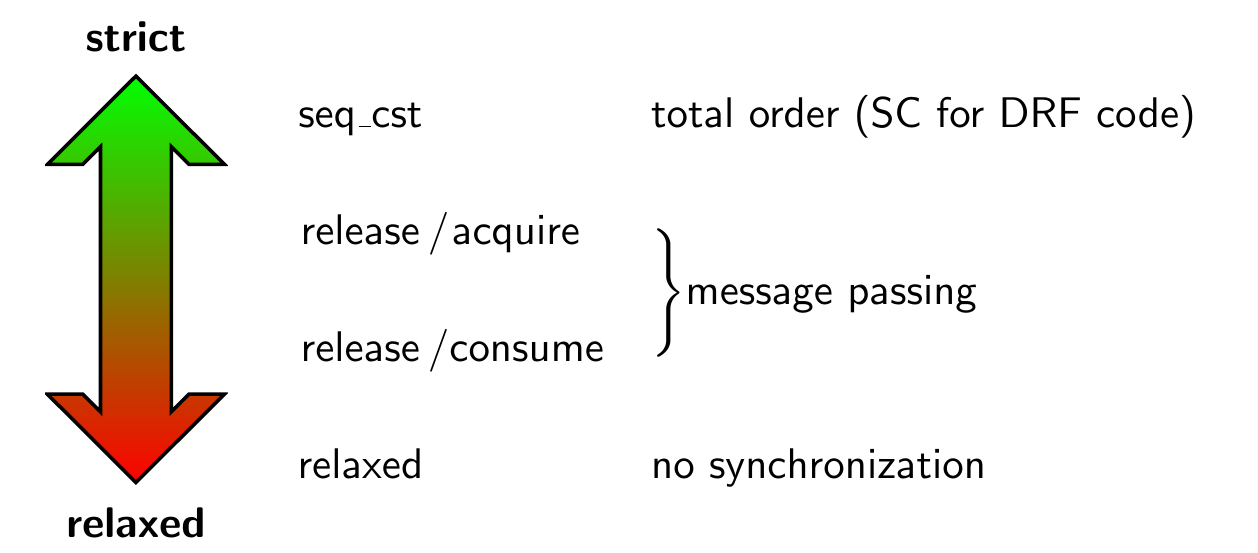 strict
seq_cst total order (SC for DRF code)
release /acquire
message passing
release /consume
relaxed no synchronization
relaxed